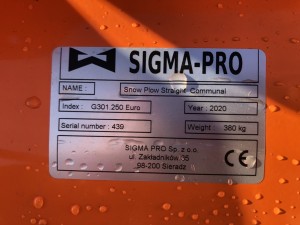 SIGMA-PRO
NAME : Snow Plow Straight Communal
Index : G301 250 Euro Year : 2020
Serial number : 439 Weight : 360 kg
SIGMA PRO Sp. z o.o.
ul. Zakładników 35
98-200 Sieradz
CE